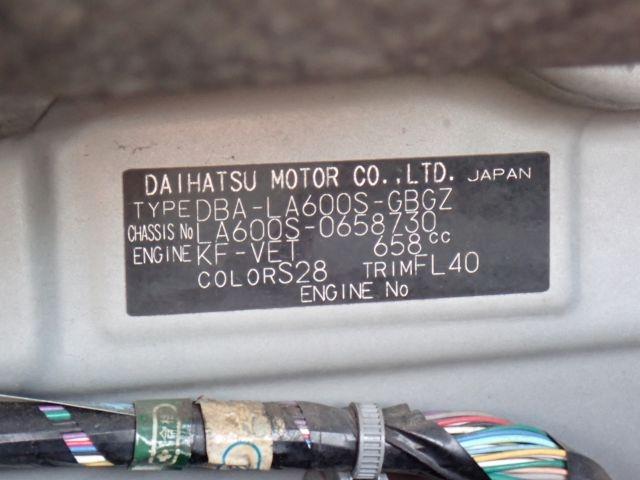 DAIHATSU MOTOR CO.,LTD. JAPAN
TYPE DBA-LA600S-GBGZ
CHASSIS No LA600S-0658730
ENGINE KF-VET 658cc
COLOR S28 TRIM FL40
ENGINE No